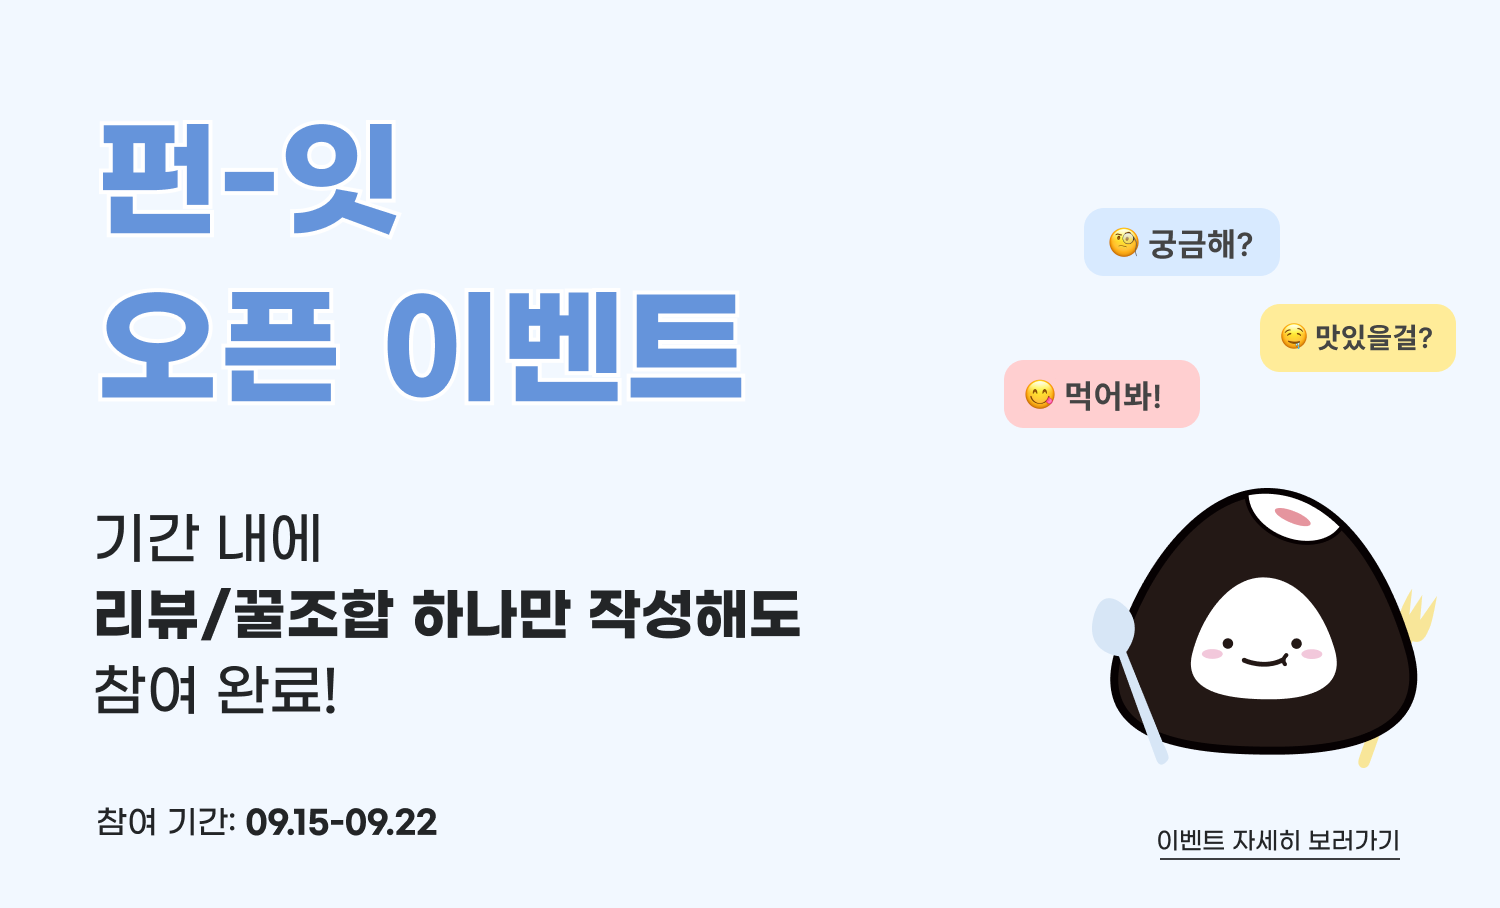 펀-잇
오픈 이벤트
🧐 궁금해?
🤤 맛있을걸?
😋 먹어봐!
기간 내에
리뷰/꿀조합 하나만 작성해도
참여 완료!
참여 기간: 09.15-09.22
이벤트 자세히 보러가기